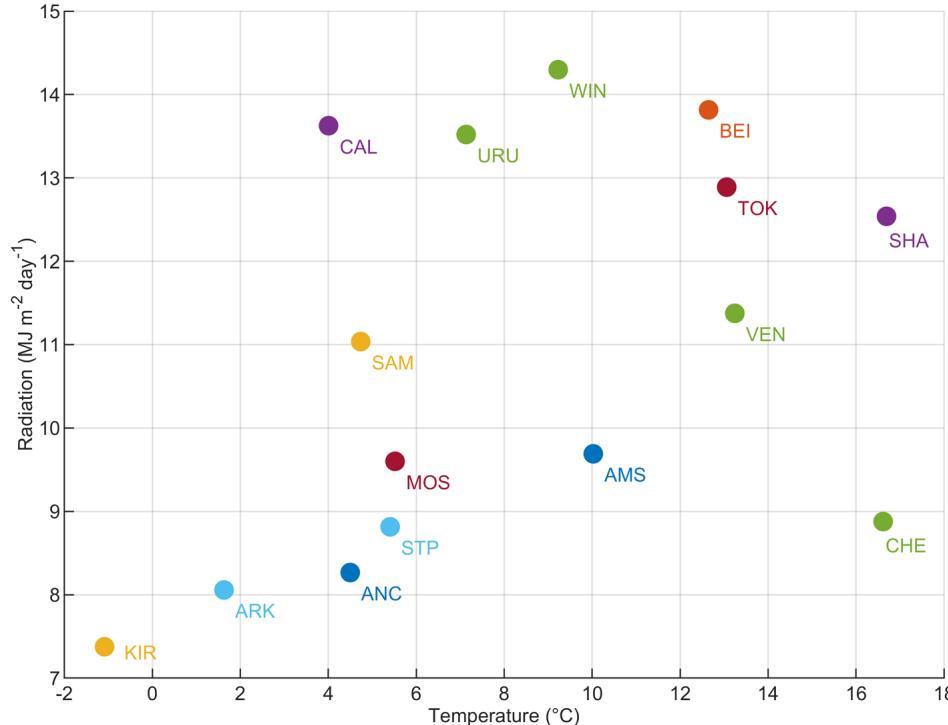 15
14
13
12
11
10
9
8
7
Radiation (MJ m⁻² day⁻¹)
WIN
BEI
CAL
URU
TOK
SHA
VEN
SAM
AMS
MOS
CHE
STP
ANC
ARK
KIR
-2 0 2 4 6 8 10 12 14 16 18
Temperature (°C)